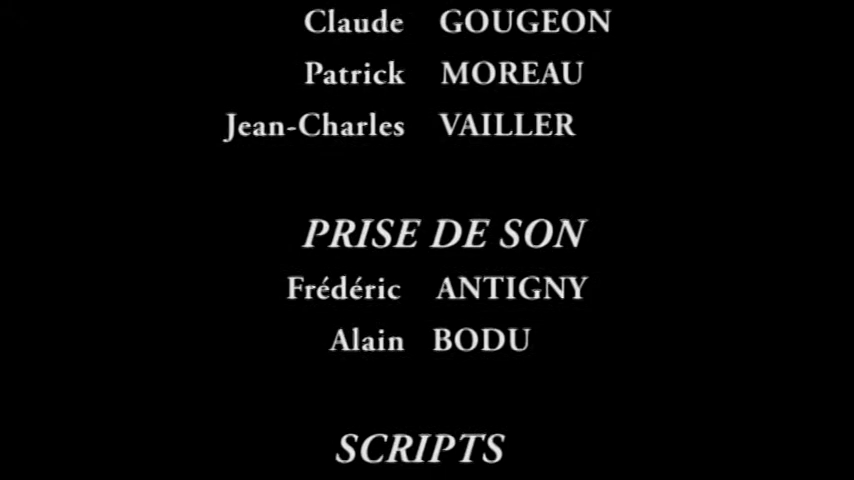 Claude GOUGEON
Patrick MOREAU
Jean-Charles VAILLER
PRISE DE SON
Frédéric ANTIGNY
Alain BODU
SCRIPTS